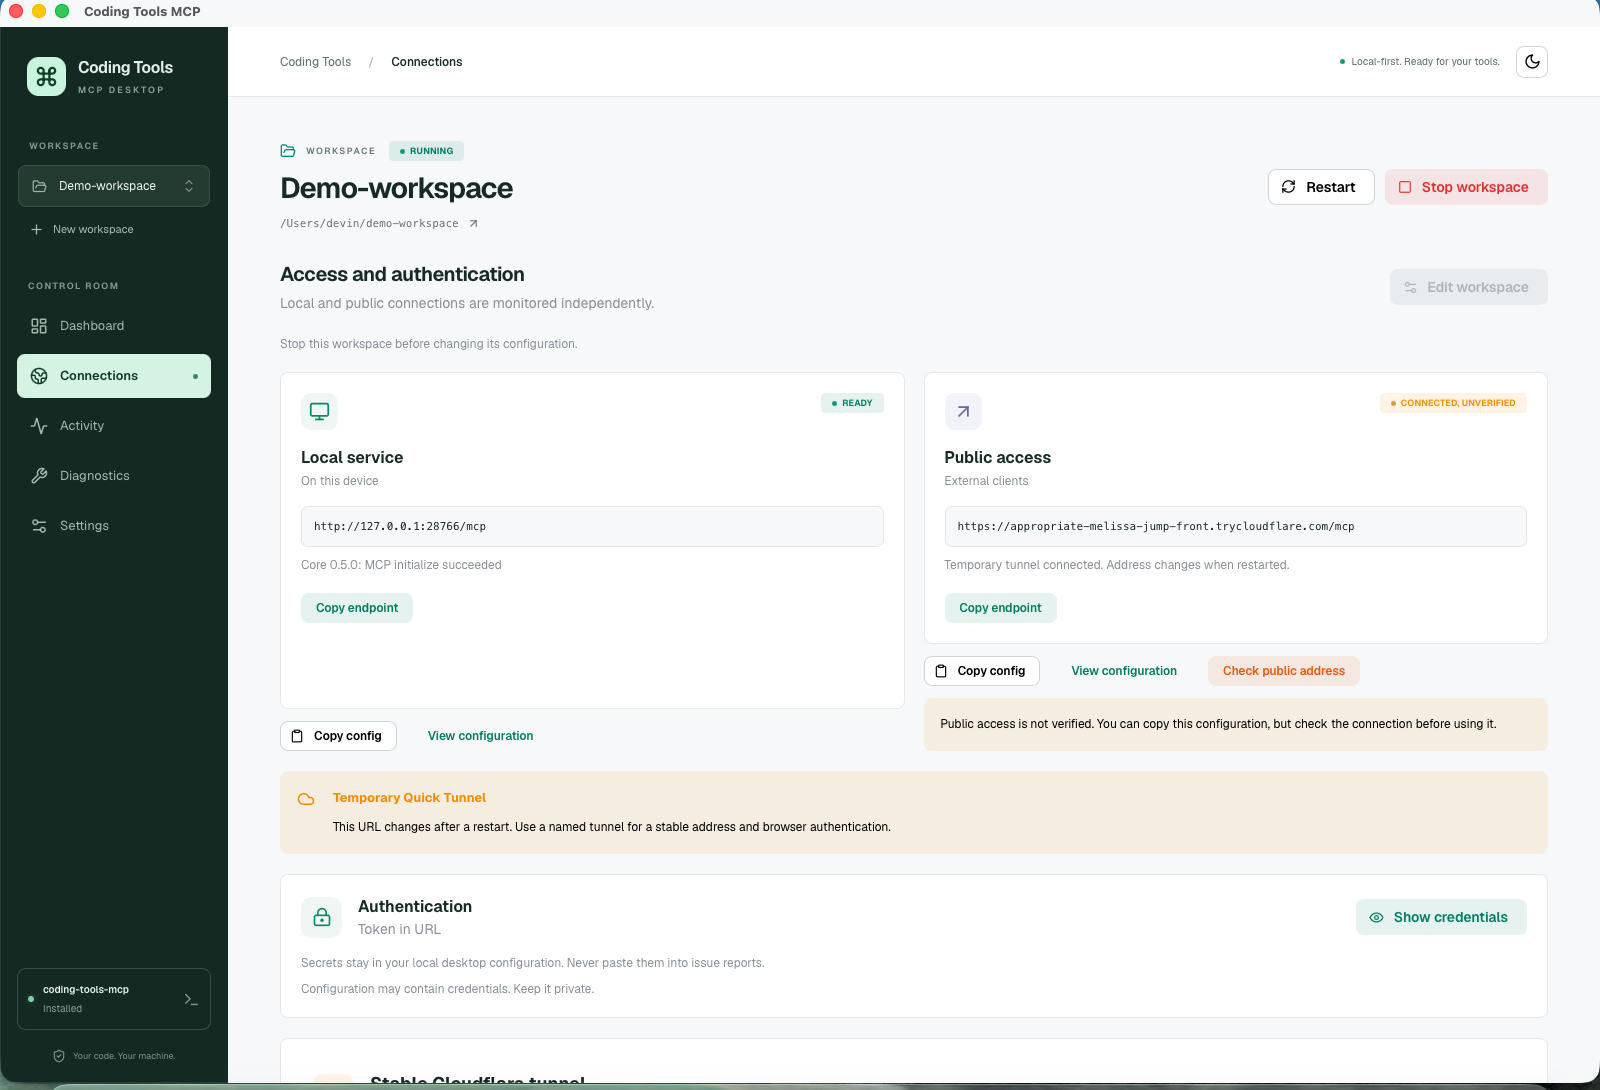 Coding Tools MCP
Coding Tools
MCP DESKTOP
WORKSPACE
Demo-workspace
New workspace
CONTROL ROOM
Dashboard
Connections
Activity
Diagnostics
Settings
coding-tools-mcp
Installed
Your code. Your machine.
Coding Tools / Connections
Local-first. Ready for your tools.
WORKSPACE
RUNNING
Demo-workspace
/Users/devin/demo-workspace
Restart
Stop workspace
Access and authentication
Local and public connections are monitored independently.
Edit workspace
Stop this workspace before changing its configuration.
READY
Local service
On this device
http://127.0.0.1:28766/mcp
Core 0.5.0: MCP initialize succeeded
Copy endpoint
Copy config
View configuration
CONNECTED, UNVERIFIED
Public access
External clients
https://appropriate-melissa-jump-front.trycloudflare.com/mcp
Temporary tunnel connected. Address changes when restarted.
Copy endpoint
Copy config
View configuration
Check public address
Public access is not verified. You can copy this configuration, but check the connection before using it.
Temporary Quick Tunnel
This URL changes after a restart. Use a named tunnel for a stable address and browser authentication.
Authentication
Token in URL
Show credentials
Secrets stay in your local desktop configuration. Never paste them into issue reports.
Configuration may contain credentials. Keep it private.
Stable Cloudflare tunnel